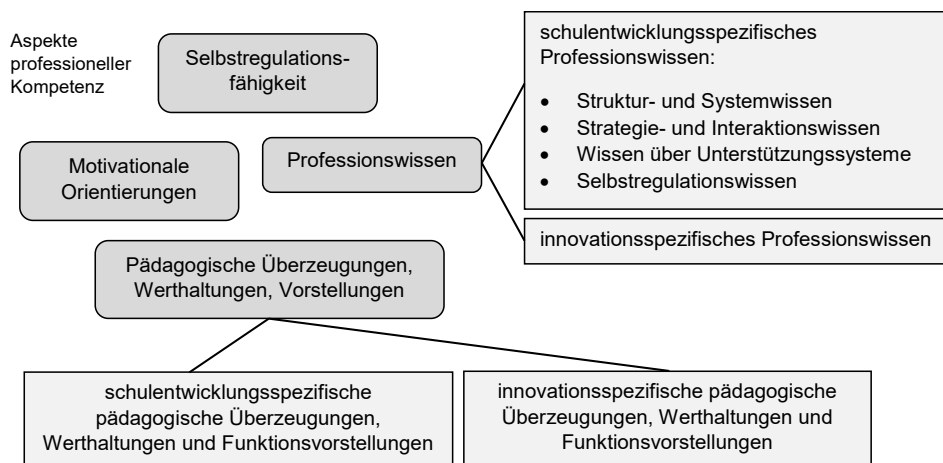 Aspekte
professioneller
Kompetenz
Selbstregulations-
fähigkeit
Motivationale
Orientierungen
Professionswissen
schulentwicklungsspezifisches
Professionswissen:
• Struktur- und Systemwissen
• Strategie- und Interaktionswissen
• Wissen über Unterstützungssysteme
• Selbstregulationswissen
innovationsspezifisches Professionswissen
Pädagogische Überzeugungen,
Werthaltungen, Vorstellungen
schulentwicklungsspezifische
pädagogische Überzeugungen,
Werthaltungen und Funktionsvorstellungen
innovationsspezifische pädagogische
Überzeugungen, Werthaltungen und
Funktionsvorstellungen